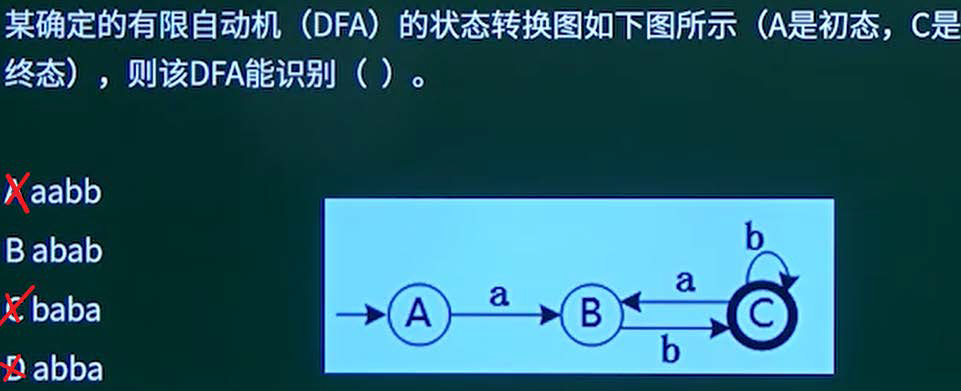 某确定的有限自动机（DFA）的状态转换图如下图所示（A是初态，C是
终态），则该DFA能识别（ ）。
A aabb
B abab
C baba
D abba
b
a
a
A
B
C
b